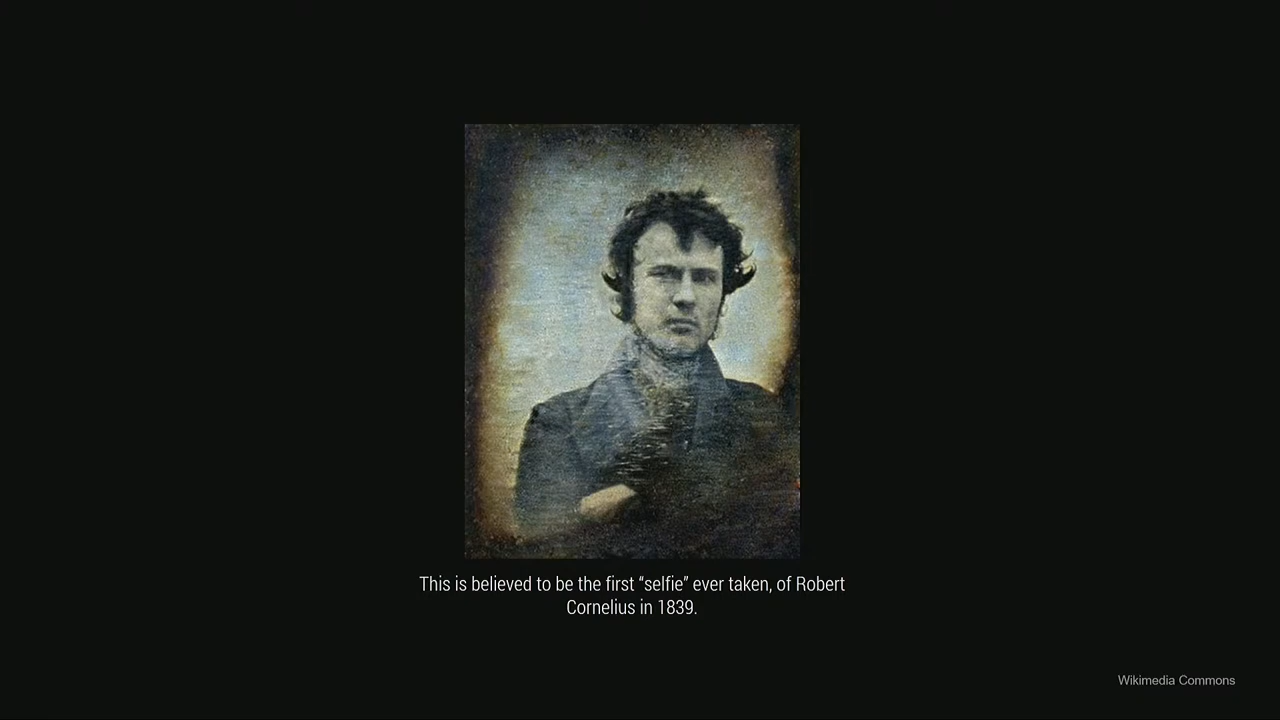 This is believed to be the first “selfie” ever taken, of Robert
Cornelius in 1839.
Wikimedia Commons